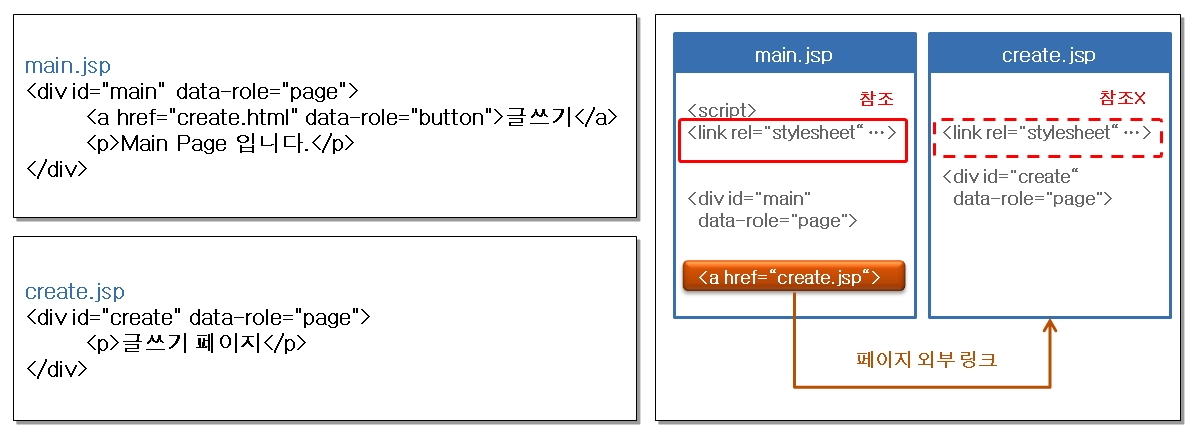 main.jsp
<div id="main" data-role="page">
<a href="create.html" data-role="button">글쓰기</a>
<p>Main Page 입니다.</p>
</div>
create.jsp
<div id="create" data-role="page">
<p>글쓰기 페이지</p>
</div>
main.jsp
참조
<script>
<link rel="stylesheet“ …>
<div id="main"
data-role="page">
<a href=“create.jsp“>
create.jsp
참조X
<link rel="stylesheet“ …>
<div id="create“
data-role="page">
페이지 외부 링크